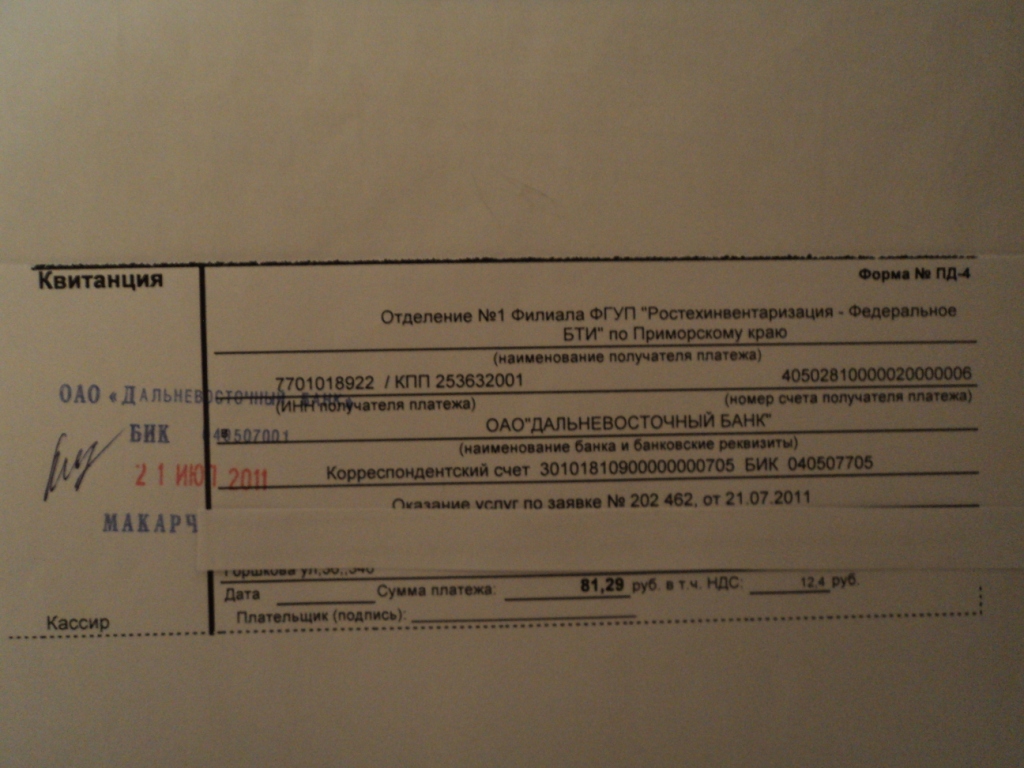 Квитанция
Форма № ПД-4
Отделение №1 Филиала ФГУП "Ростехинвентаризация - Федеральное
БТИ" по Приморскому краю
(наименование получателя платежа)
7701018922 / КПП 253632001
40502810000020000006
(ИНН получателя платежа)
(номер счета получателя платежа)
ОАО «ДАЛЬНЕВОСТОЧНЫЙ БАНК»
ОАО"ДАЛЬНЕВОСТОЧНЫЙ БАНК"
БИК
(наименование банка и банковские реквизиты)
21 ИЮЛ 2011
Корреспондентский счет 30101810900000000705 БИК 040507705
Оказание услуг по заявке № 202 462, от 21.07.2011
МАКАРЧ
Горшкова ул,
Дата
Сумма платежа: 81,29 руб. в т.ч. НДС: 12.4 руб.
Плательщик (подпись):
Кассир